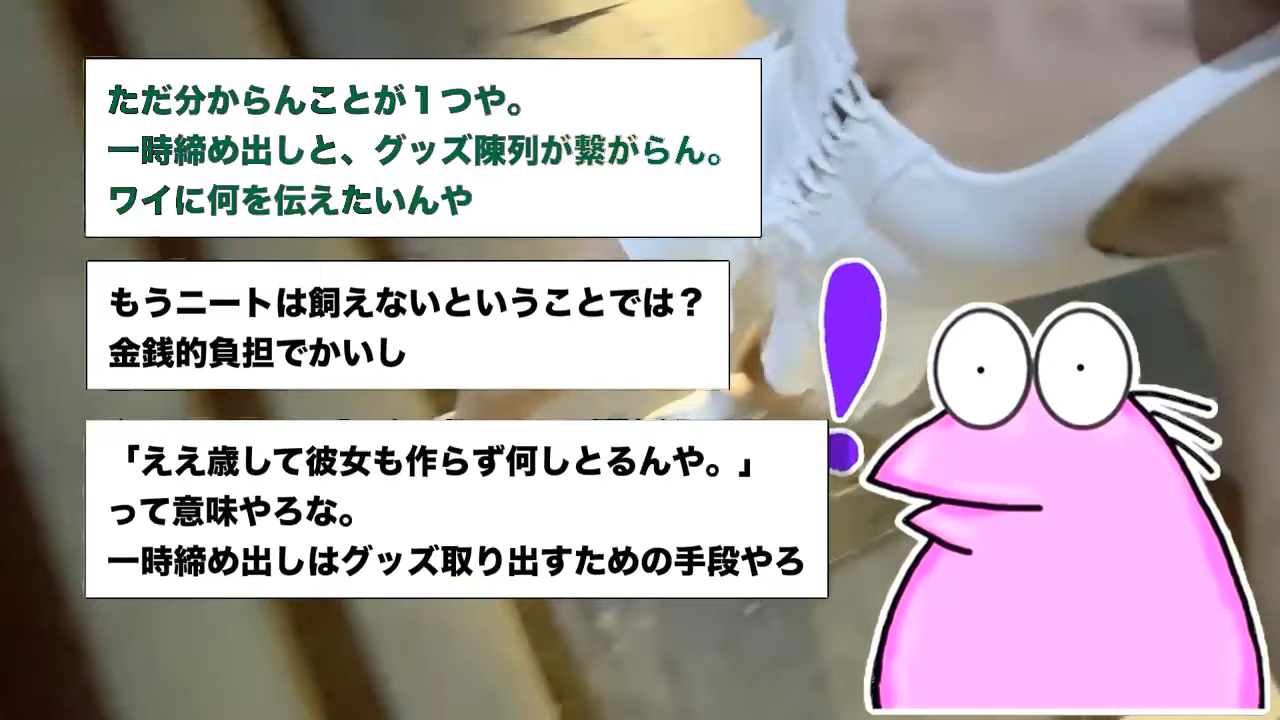 ただ分からんことが１つや。
一時締め出しと、グッズ陳列が繋がらん。
ワイに何を伝えたいんや
もうニートは飼えないということでは？
金銭的負担でかいし
「ええ歳して彼女も作らず何しとるんや。」
って意味やろな。
一時締め出しはグッズ取り出すための手段やろ